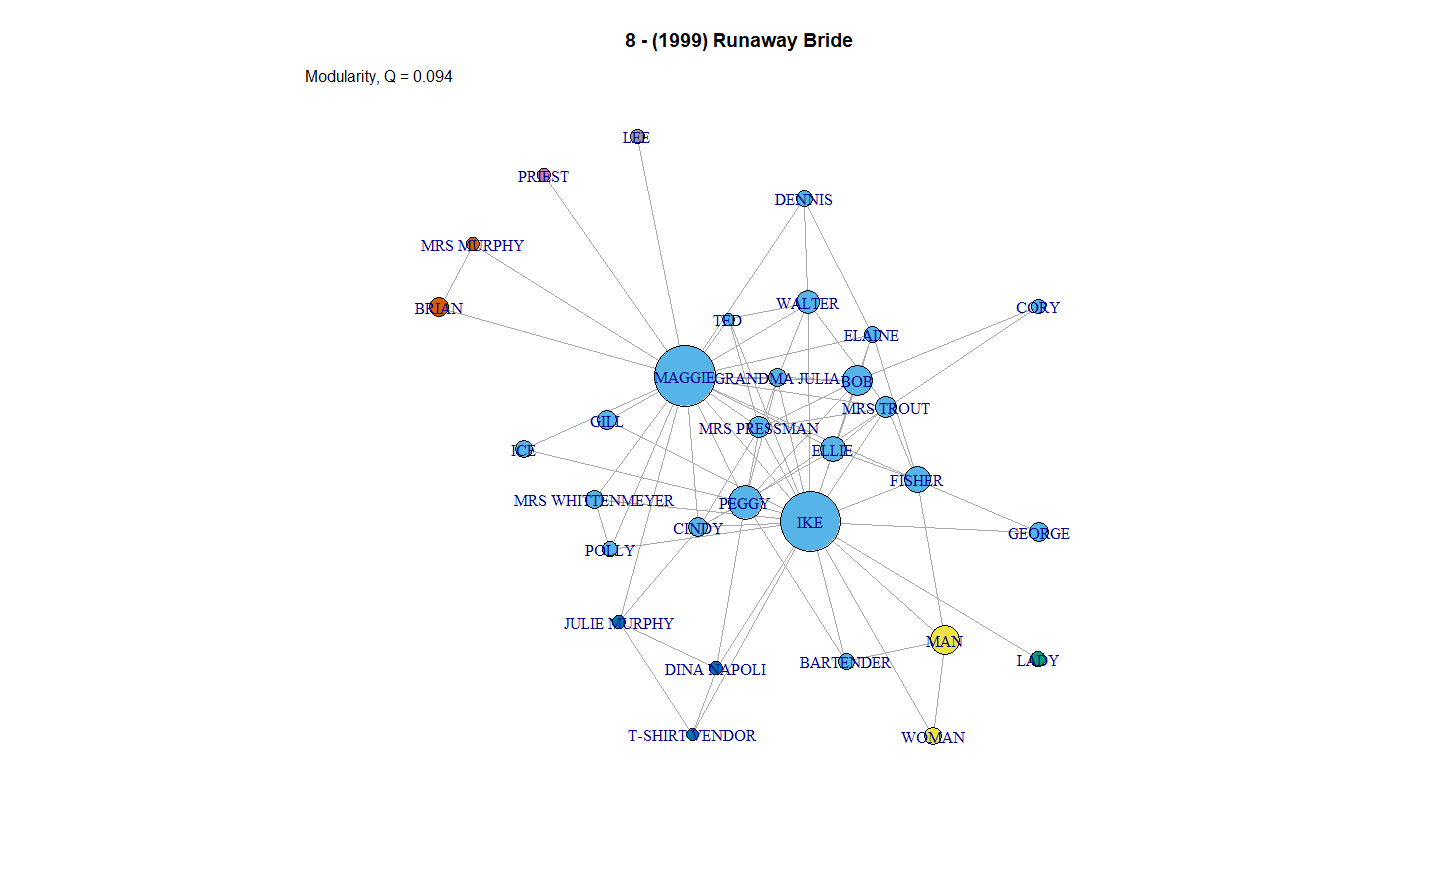 8 - (1999) Runaway Bride
Modularity, Q = 0.094
LEE
PRIEST
DENNIS
MRS MURPHY
BRIAN
WALTER
CORY
TED
ELAINE
MAGGIE
GRANDMA JULIA
BOB
MRS TROUT
GILL
MRS PRESSMAN
ICE
ELLIE
FISHER
MRS WHITTENMEYER
PEGGY
CINDY
IKE
GEORGE
POLLY
JULIE MURPHY
MAN
DINA NAPOLI
BARTENDER
LADY
T-SHIRT VENDOR
WOMAN